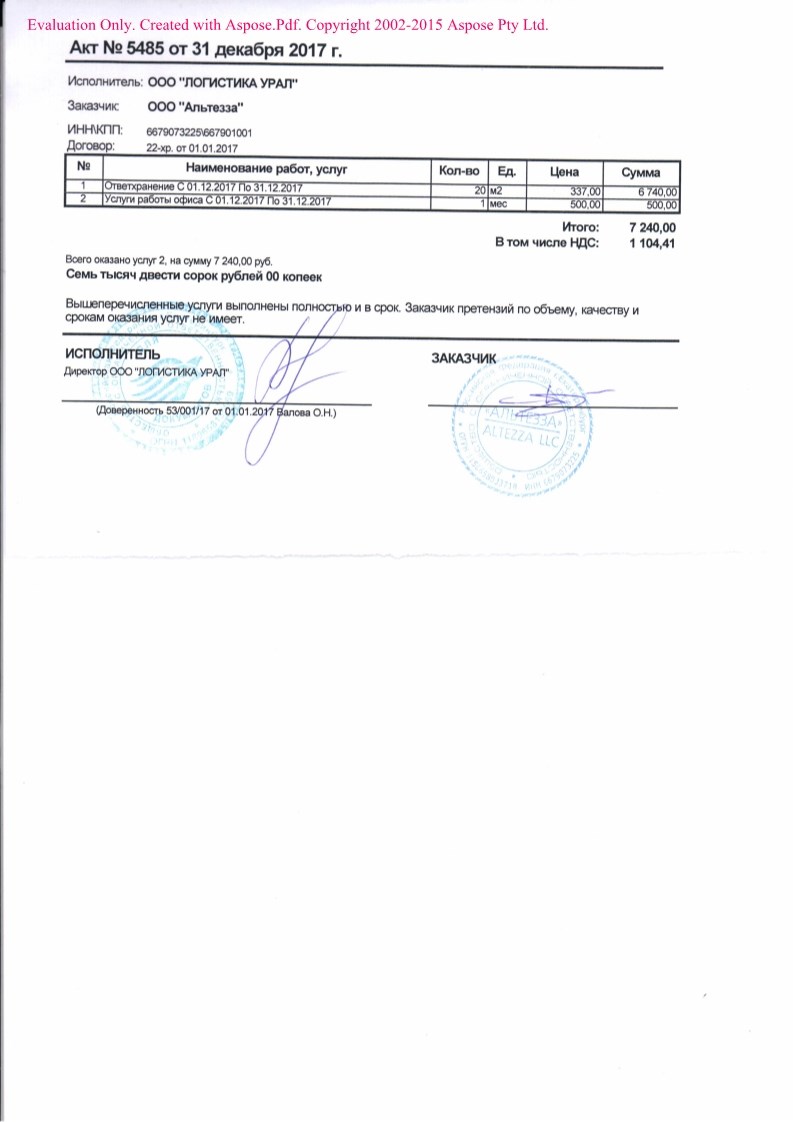 Evaluation Only. Created with Aspose.Pdf. Copyright 2002-2015 Aspose Pty Ltd.
Акт № 5485 от 31 декабря 2017 г.
Исполнитель: ООО "ЛОГИСТИКА УРАЛ"
Заказчик: ООО "Альтезза"
ИНН\КПП: 6679073225\667901001
Договор: 22-хр. от 01.01.2017
№ Наименование работ, услуг Кол-во Ед. Цена Сумма
1 Ответхранение С 01.12.2017 По 31.12.2017 20 м2 337,00 6 740,00
2 Услуги работы офиса С 01.12.2017 По 31.12.2017 1 мес 500,00 500,00
Итого: 7 240,00
В том числе НДС: 1 104,41
Всего оказано услуг 2, на сумму 7 240,00 руб.
Семь тысяч двести сорок рублей 00 копеек
Вышеперечисленные услуги выполнены полностью и в срок. Заказчик претензий по объему, качеству и
срокам оказания услуг не имеет.
ИСПОЛНИТЕЛЬ ЗАКАЗЧИК
Директор ООО "ЛОГИСТИКА УРАЛ"
(Доверенность 53/001/17 от 01.01.2017 Валова О.Н.)
«АЛЬТЕЗЗА»
ALTEZZA LLC